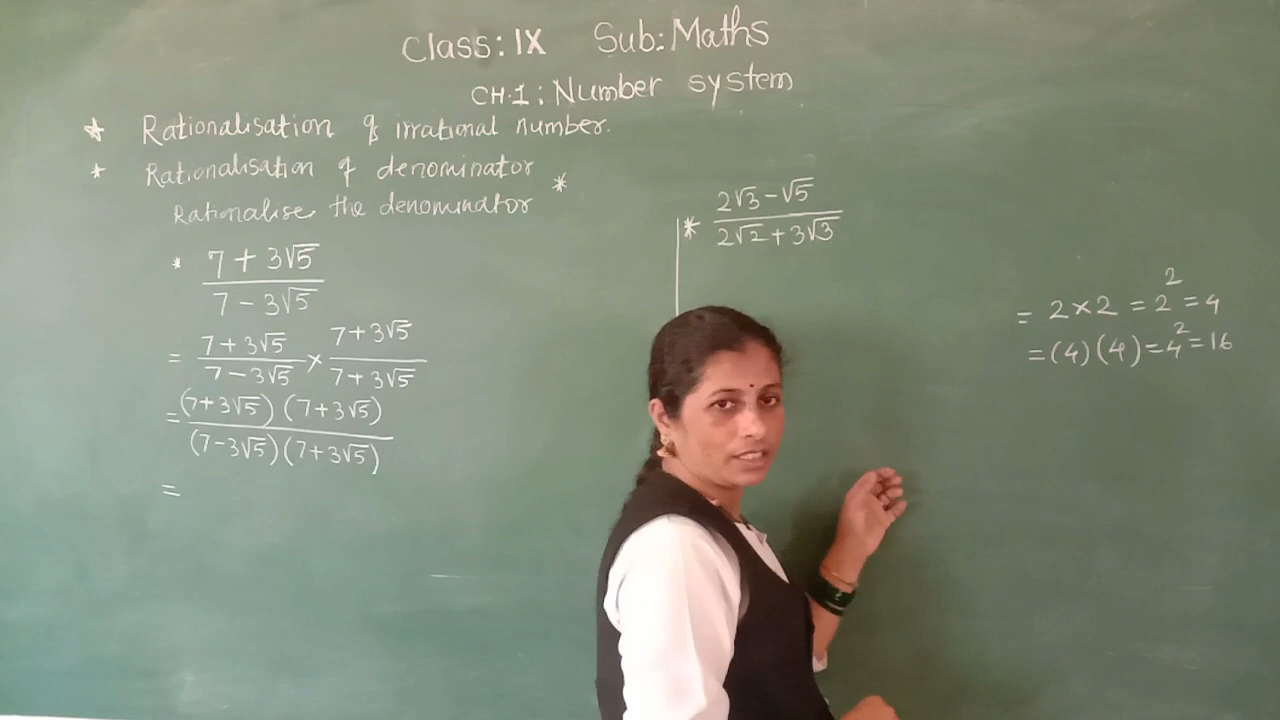 Class: IX Sub: Maths
CH.1: Number system
* Rationalisation of irrational number.
* Rationalisation of denominator
Rationalise the denominator *
* 7 + 3√5 / 7 - 3√5
= 7+3√5 / 7-3√5 × 7+3√5 / 7+3√5
= (7+3√5) (7+3√5) / (7-3√5)(7+3√5)
=
* 2√3-√5 / 2√2+3√3
= 2×2 = 2² = 4
= (4)(4) = 4² = 16